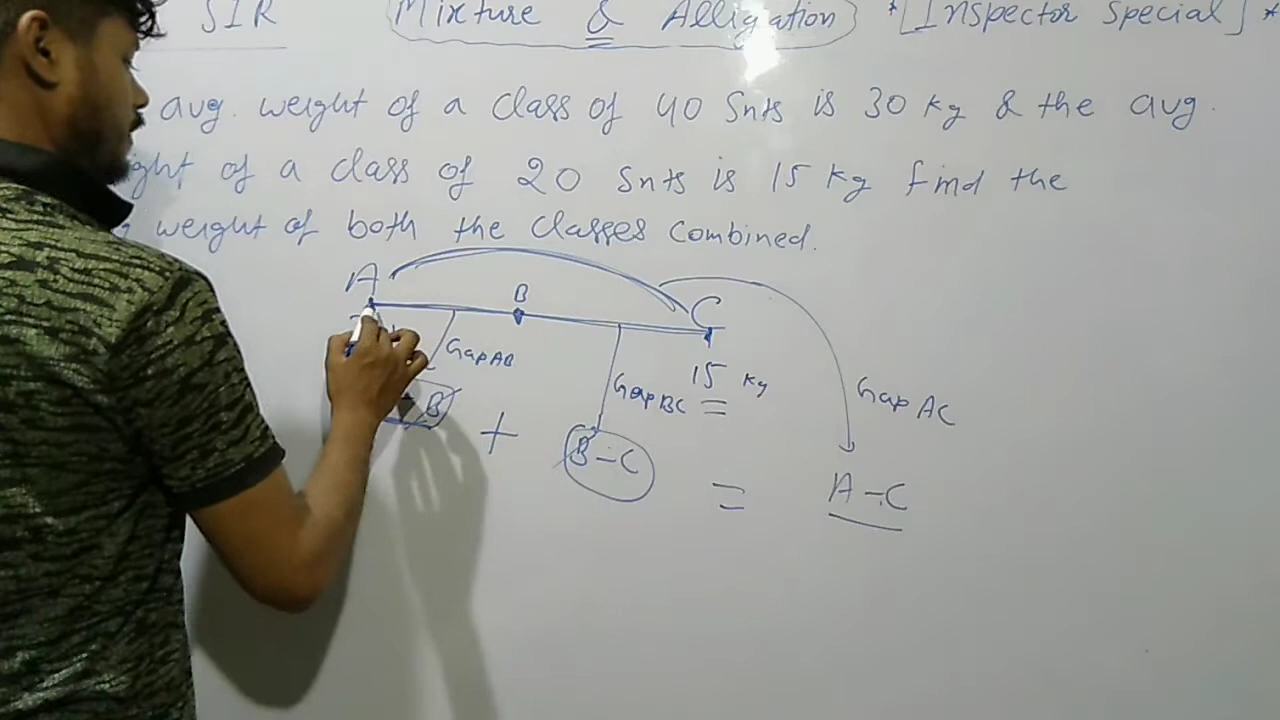 SIR Mixture & Alligation *[Inspector Special]*
avg. weight of a class of 40 Snts is 30 kg & the avg.
ght of a class of 20 Snts is 15 kg find the
weight of both the classes combined.
A B C
Gap AB Gap BC 15 kg Gap AC
B + B-C = A-C